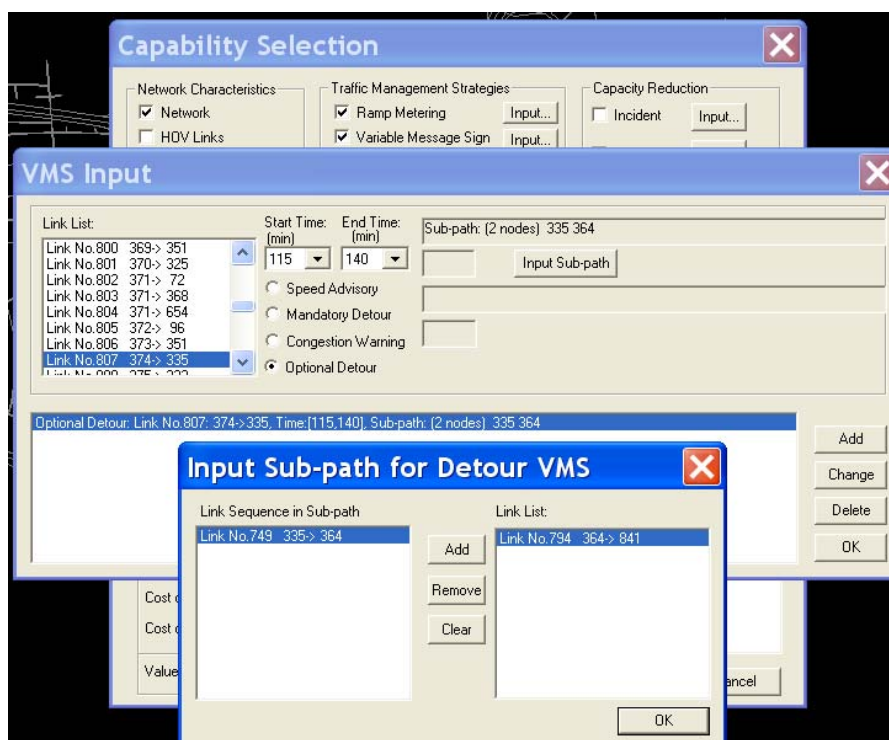 Capability Selection
Network Characteristics
Network
HOV Links
Traffic Management Strategies
Ramp Metering Input...
Variable Message Sign Input...
Capacity Reduction
Incident Input...
VMS Input
Link List:
Link No.800 369-> 351
Link No.801 370-> 325
Link No.802 371-> 72
Link No.803 371-> 368
Link No.804 371-> 654
Link No.805 372-> 96
Link No.806 373-> 351
Link No.807 374-> 335
Start Time: (min)
115
End Time: (min)
140
Speed Advisory
Mandatory Detour
Congestion Warning
Optional Detour
Sub-path: (2 nodes) 335 364
Input Sub-path
Optional Detour: Link No.807: 374->335, Time:[115,140], Sub-path: (2 nodes) 335 364
Add
Change
Delete
OK
Input Sub-path for Detour VMS
Link Sequence in Sub-path
Link No.749 335-> 364
Add
Remove
Clear
Link List:
Link No.794 364-> 841
OK
Cost
Cost
Value